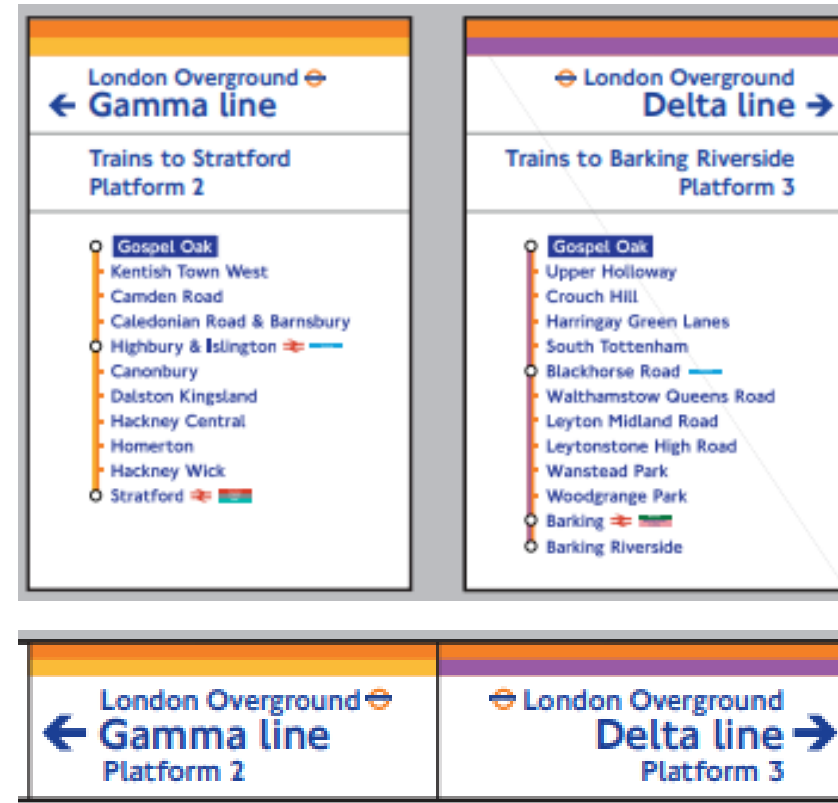 London Overground
Gamma line
Trains to Stratford
Platform 2
Gospel Oak
Kentish Town West
Camden Road
Caledonian Road & Barnsbury
Highbury & Islington
Canonbury
Dalston Kingsland
Hackney Central
Homerton
Hackney Wick
Stratford
London Overground
Delta line
Trains to Barking Riverside
Platform 3
Gospel Oak
Upper Holloway
Crouch Hill
Harringay Green Lanes
South Tottenham
Blackhorse Road
Walthamstow Queens Road
Leyton Midland Road
Leytonstone High Road
Wanstead Park
Woodgrange Park
Barking
Barking Riverside
London Overground
Gamma line
Platform 2
London Overground
Delta line
Platform 3